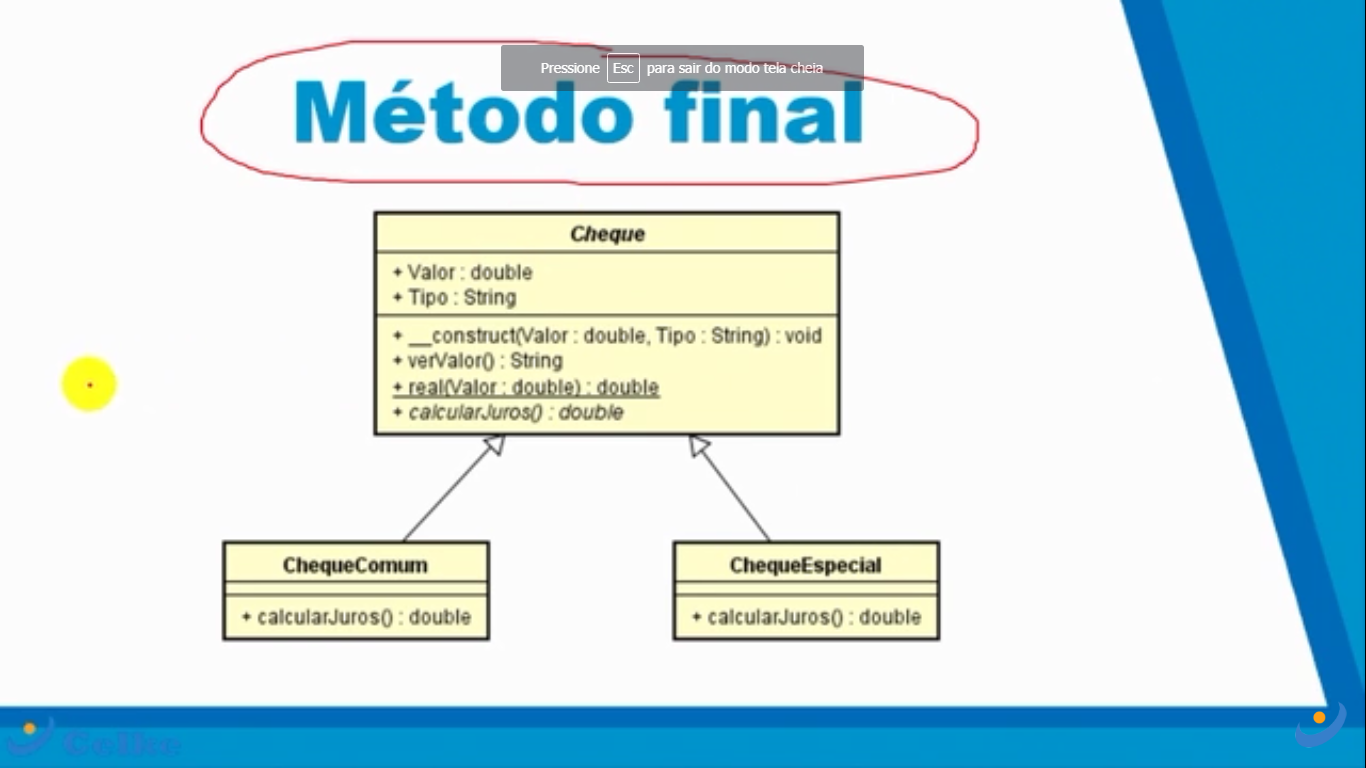 Pressione Esc para sair do modo tela cheia
Método final
Cheque
+ Valor : double
+ Tipo : String
+ __construct(Valor : double, Tipo : String) : void
+ verValor() : String
+ real(Valor : double) : double
+ calcularJuros() : double
ChequeComum
+ calcularJuros() : double
ChequeEspecial
+ calcularJuros() : double
Celke